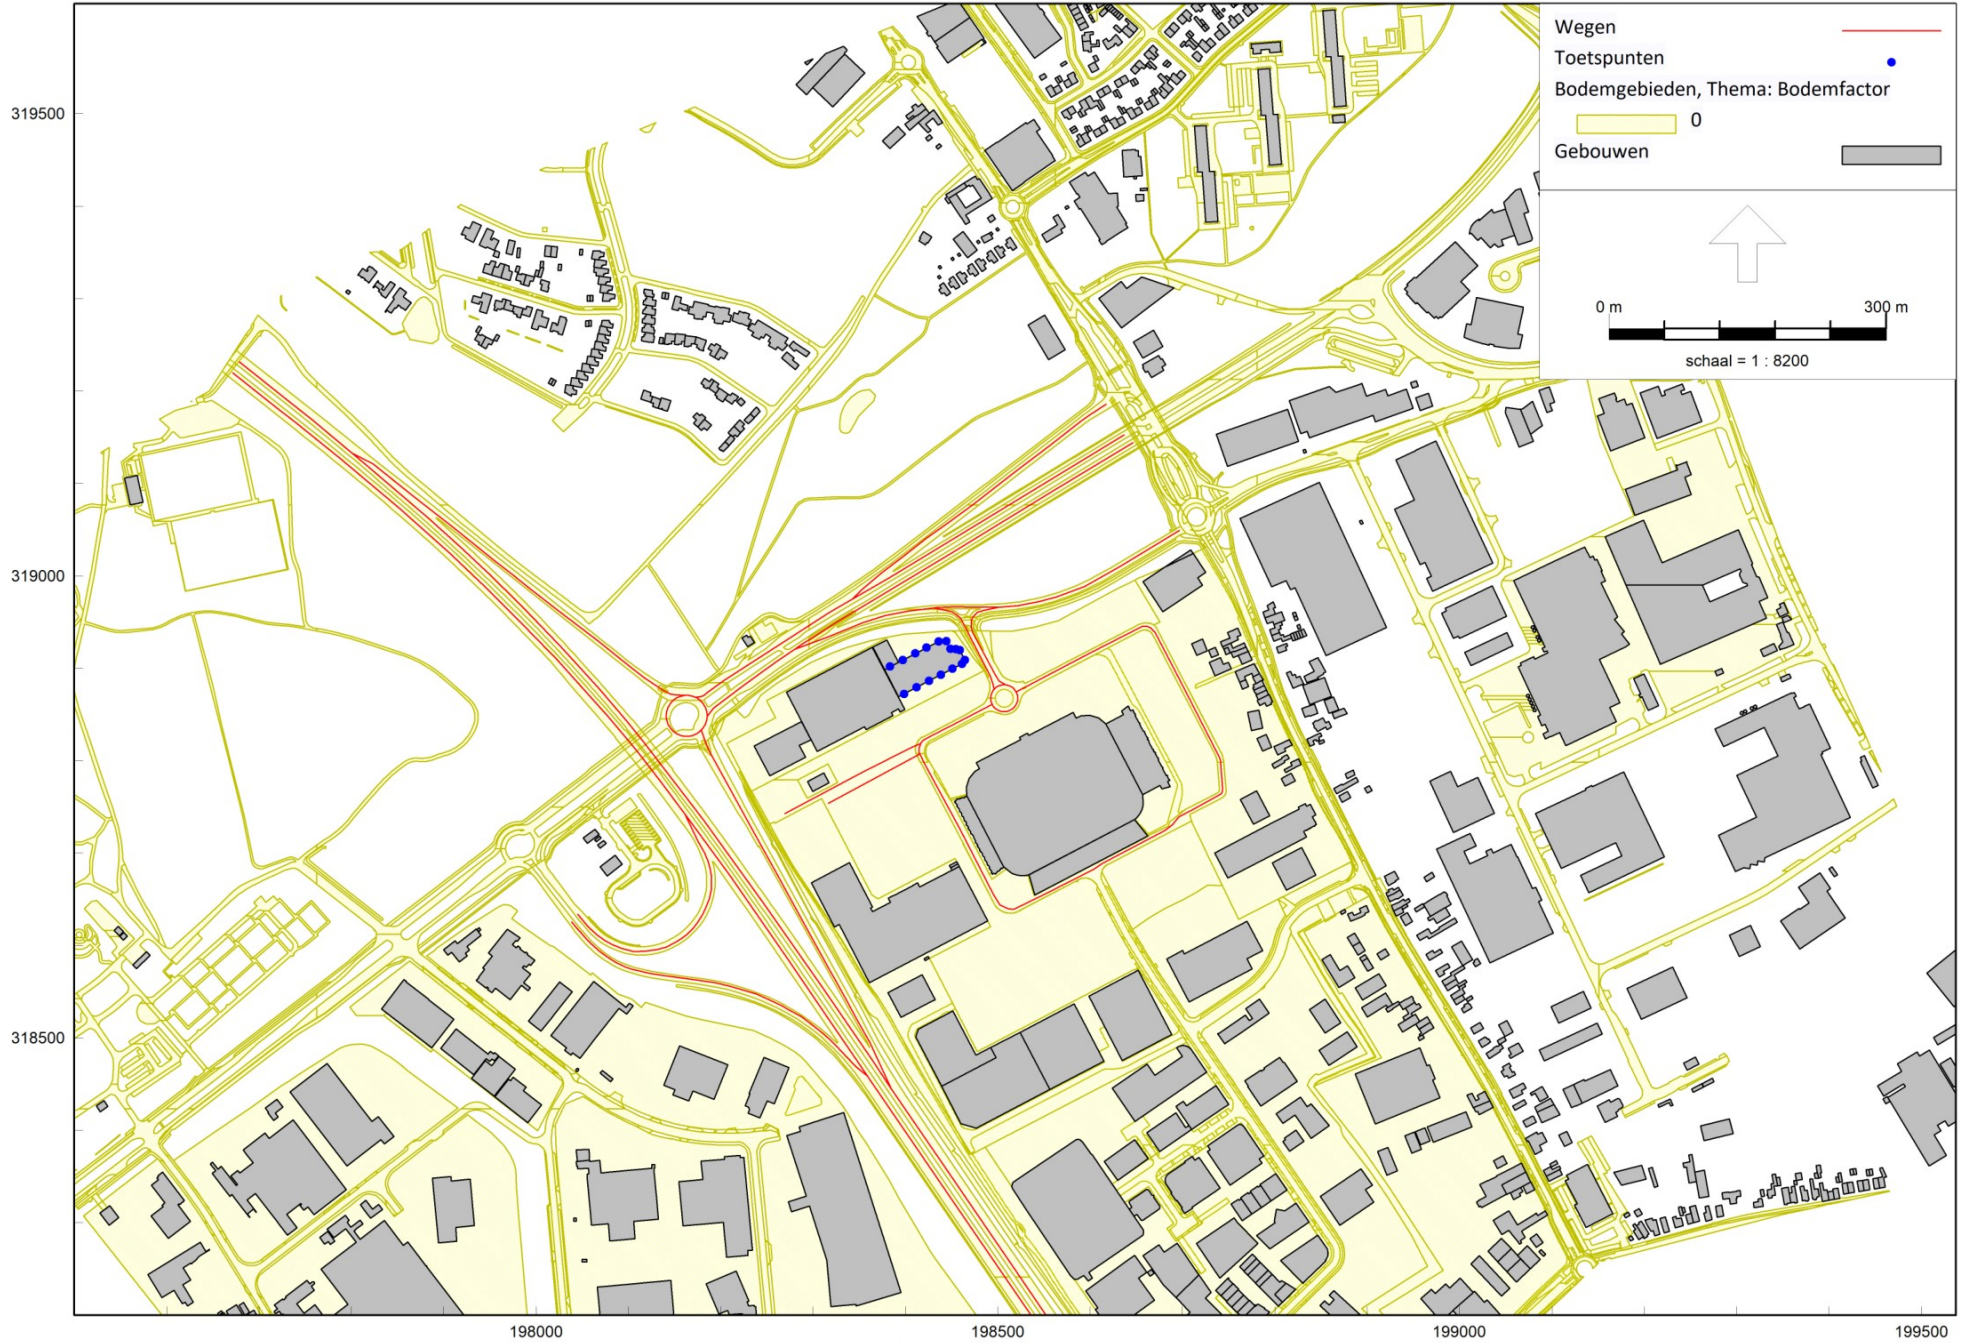 Wegen
Toetspunten
Bodemgebieden, Thema: Bodemfactor
0
Gebouwen
0 m 300 m
schaal = 1 : 8200
319500
319000
318500
198000 198500 199000 199500